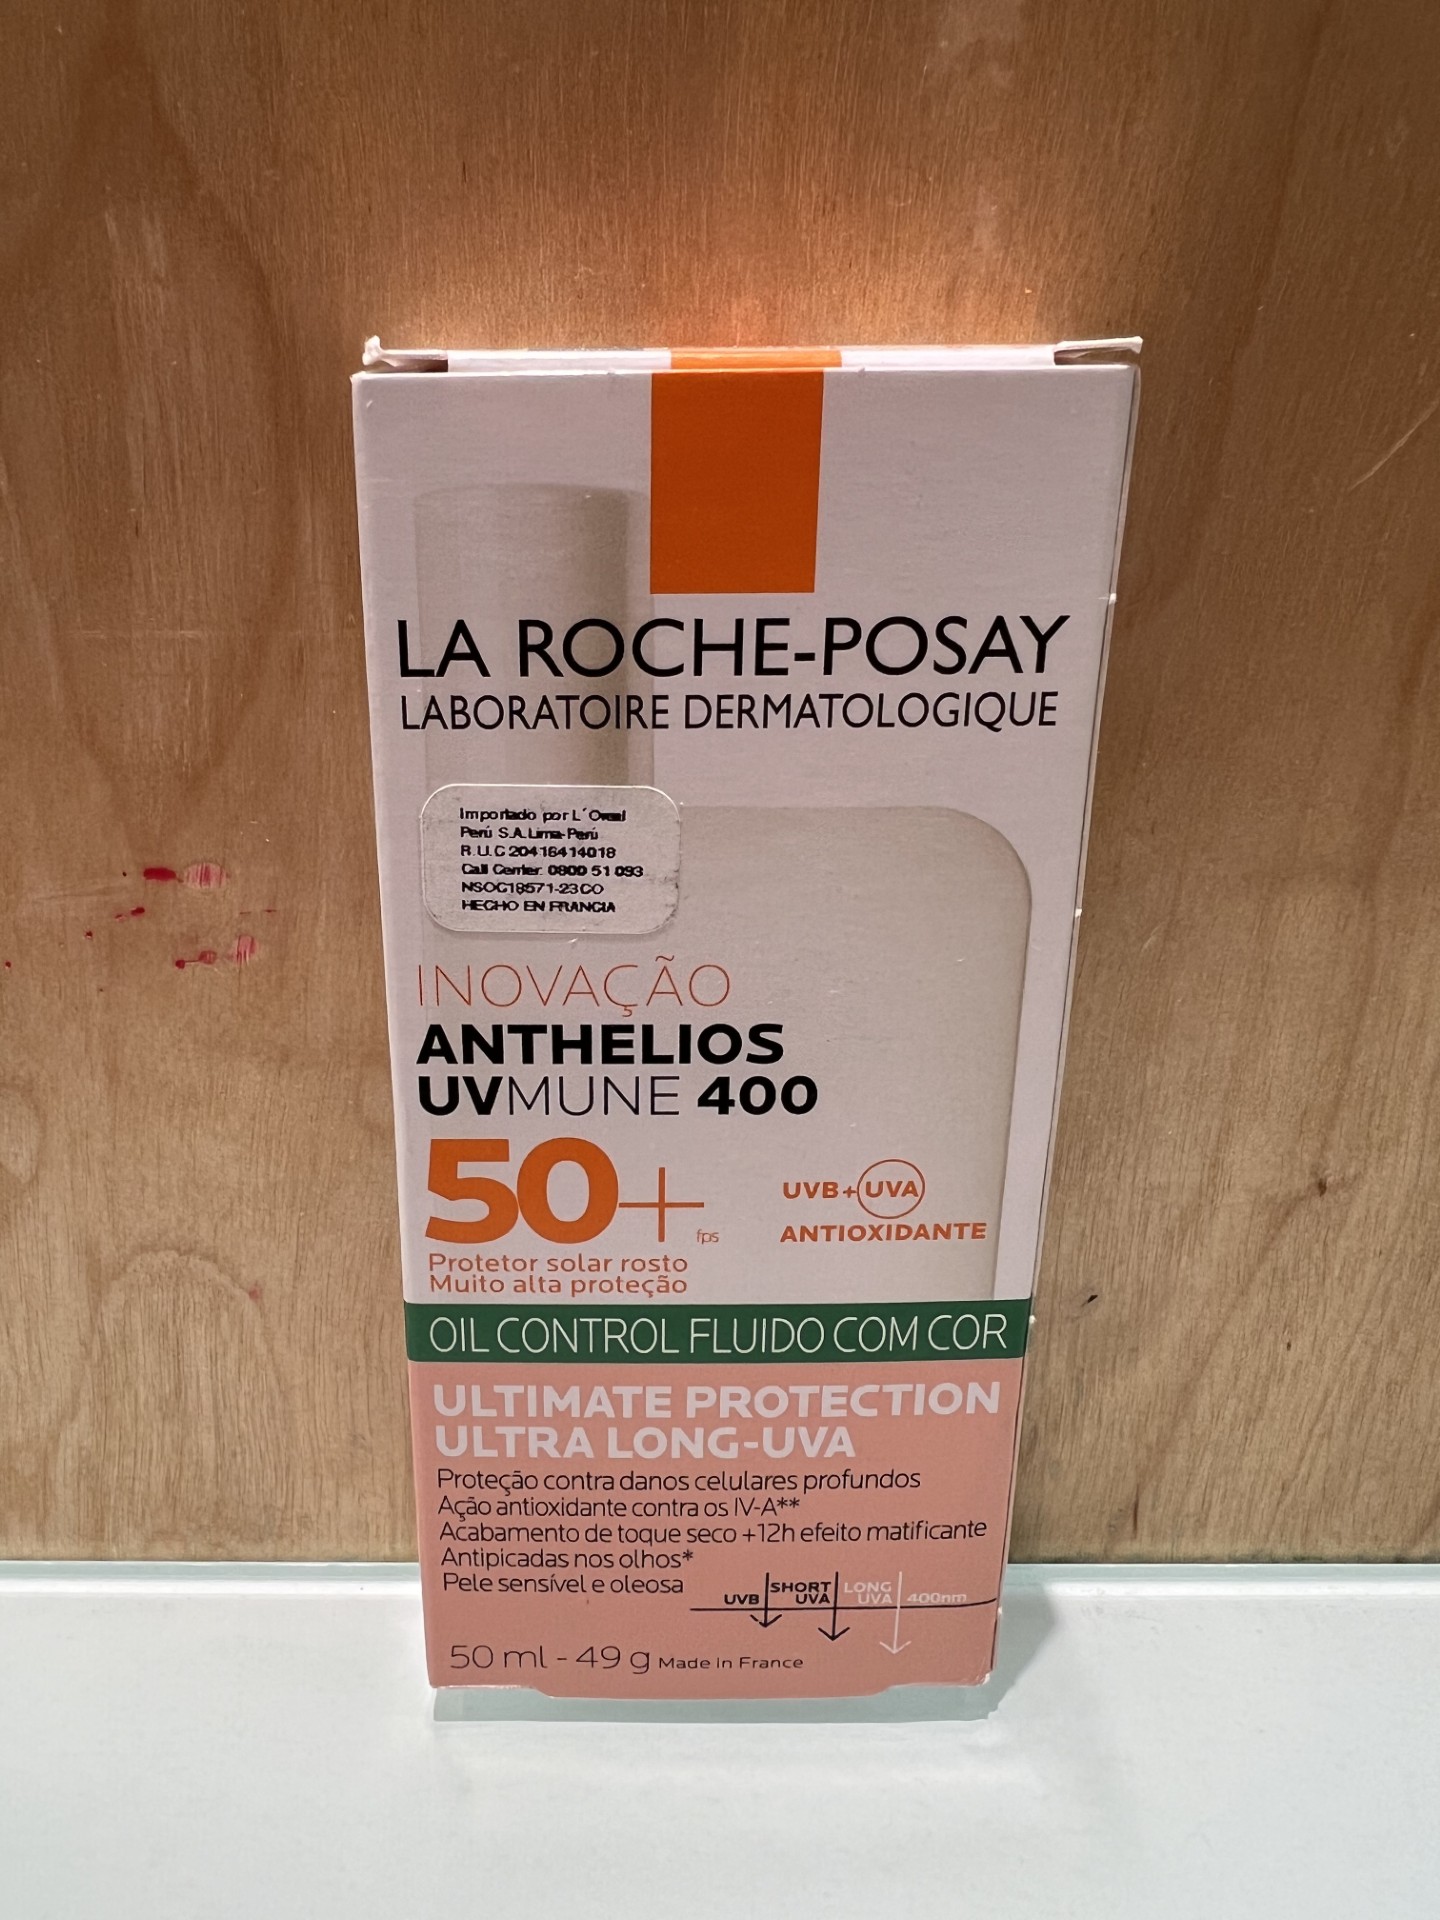 LA ROCHE-POSAY
LABORATOIRE DERMATOLOGIQUE
Importado por L´Oreal
Perú S.A. Lima-Perú
R.U.C 20416414018
Call Center: 0800 51 093
NSOC18571-23CO
HECHO EN FRANCIA
INOVAÇÃO
ANTHELIOS
UVMUNE 400
50+ fps
UVB+UVA
ANTIOXIDANTE
Protetor solar rosto
Muito alta proteção
OIL CONTROL FLUIDO COM COR
ULTIMATE PROTECTION
ULTRA LONG-UVA
Proteção contra danos celulares profundos
Ação antioxidante contra os IV-A**
Acabamento de toque seco +12h efeito matificante
Antipicadas nos olhos*
Pele sensível e oleosa
UVB SHORT UVA LONG UVA 400nm
50 ml - 49 g Made In France